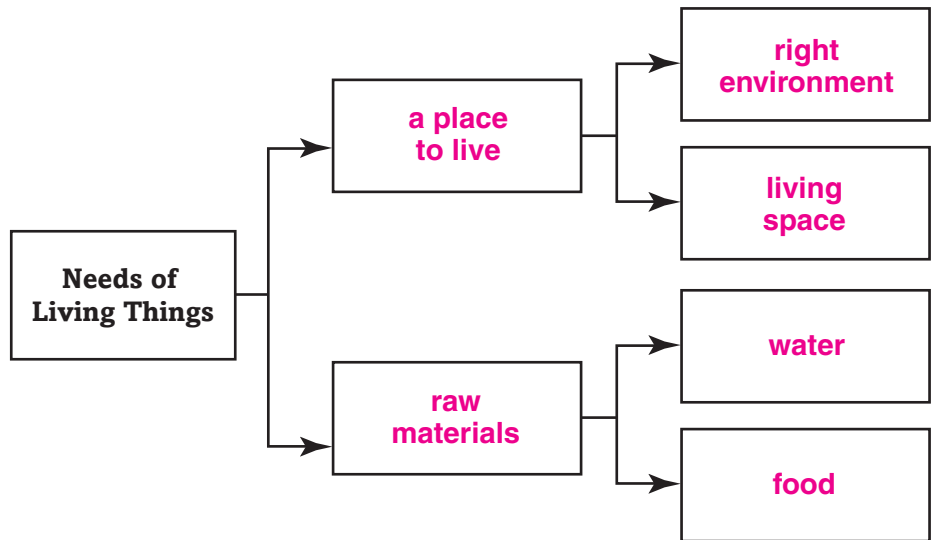 Needs of
Living Things
a place
to live
right
environment
living
space
raw
materials
water
food